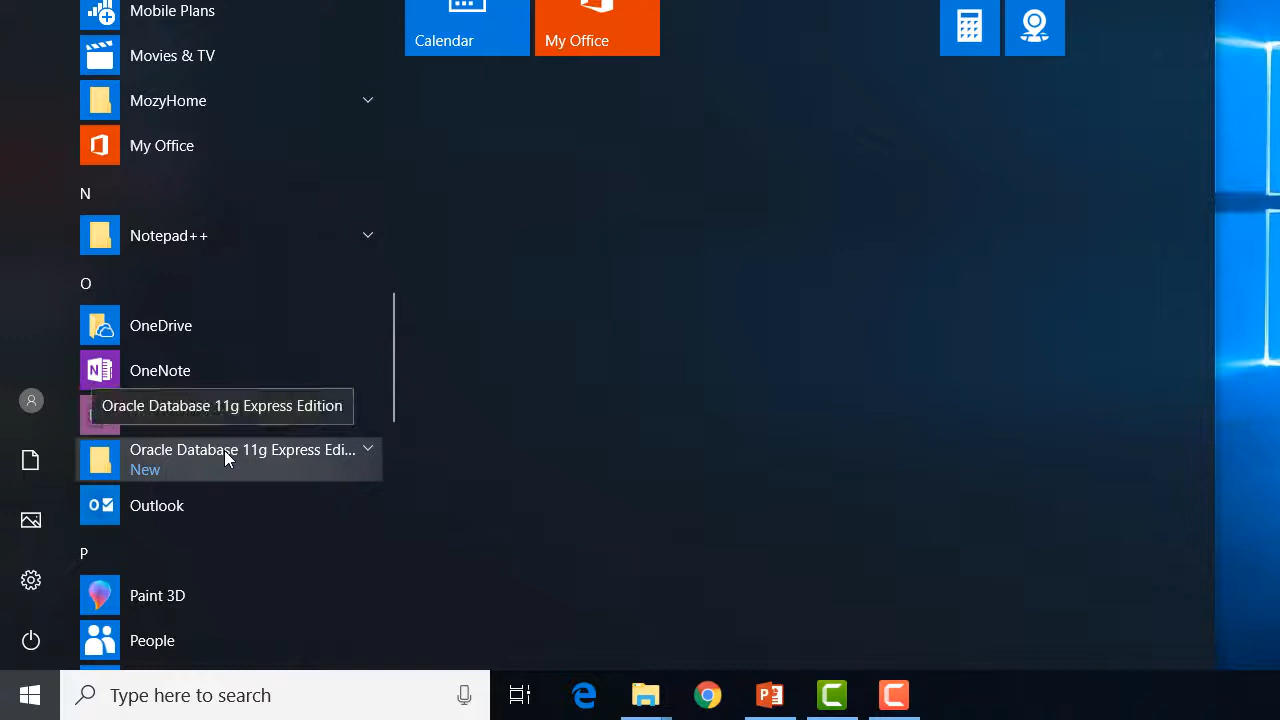 Mobile Plans
Movies & TV
MozyHome
My Office
N
Notepad++
O
OneDrive
OneNote
Oracle Database 11g Express Edition
Oracle Database 11g Express Edi...
New
Outlook
P
Paint 3D
People
Calendar
My Office
Type here to search